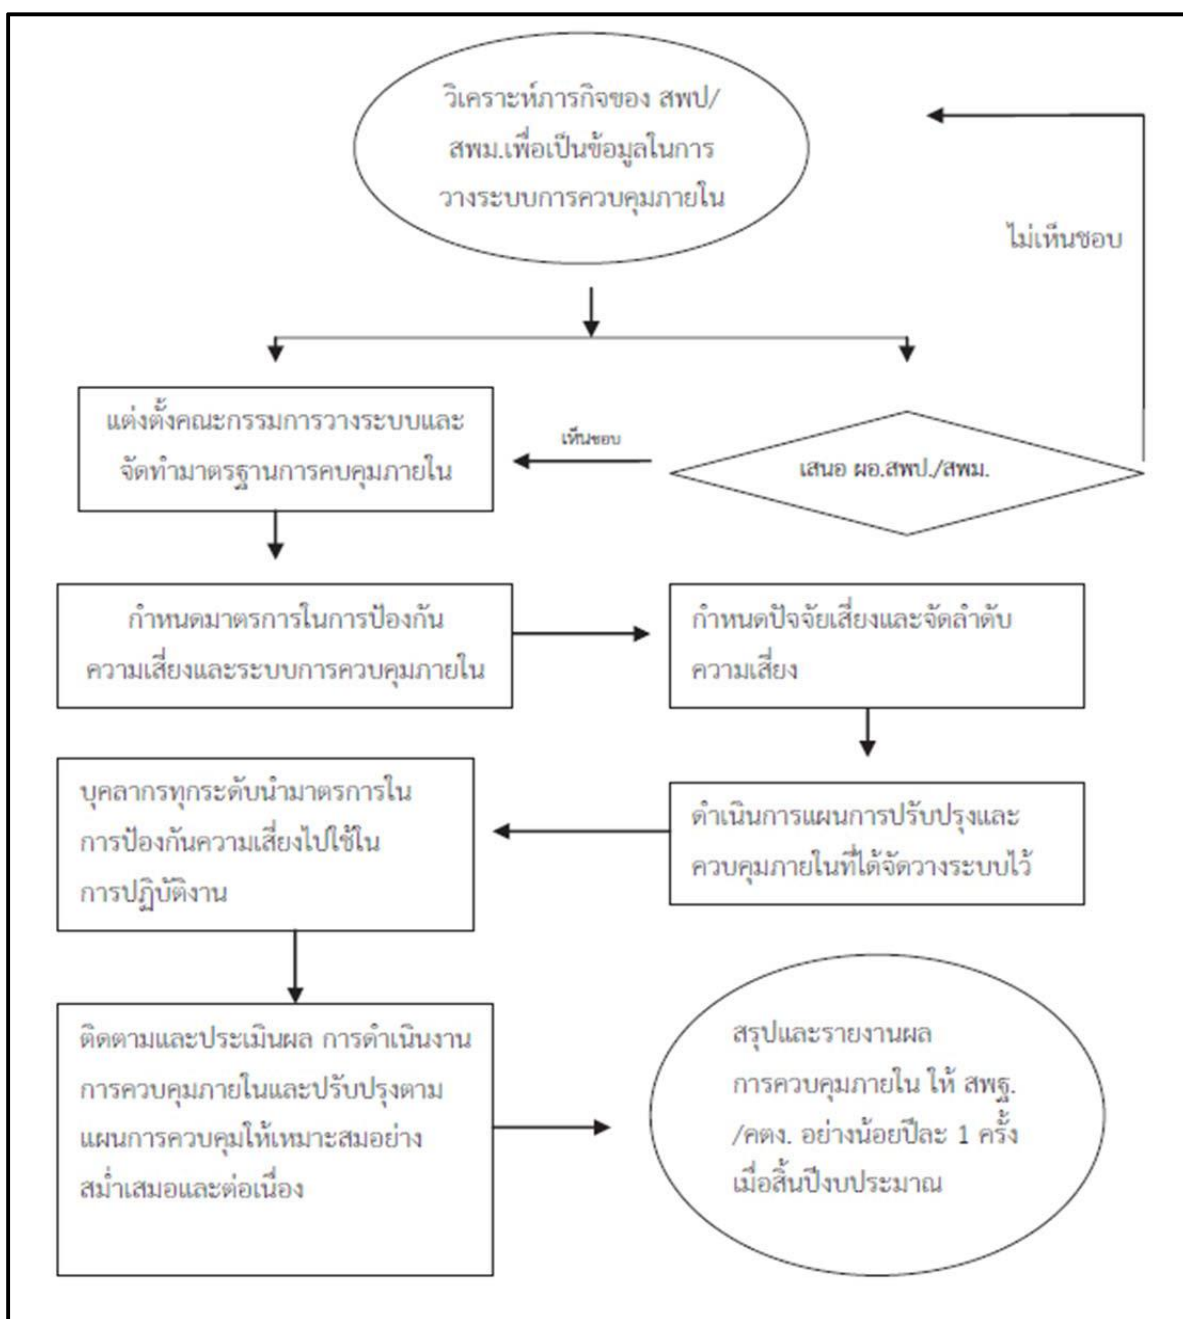 วิเคราะห์ภารกิจของ สพป/
สพม.เพื่อเป็นข้อมูลในการ
วางระบบการควบคุมภายใน
ไม่เห็นชอบ
แต่งตั้งคณะกรรมการวางระบบและ
จัดทำมาตรฐานการคบคุมภายใน
เห็นชอบ
เสนอ ผอ.สพป./สพม.
กำหนดมาตรการในการป้องกัน
ความเสี่ยงและระบบการควบคุมภายใน
กำหนดปัจจัยเสี่ยงและจัดลำดับ
ความเสี่ยง
ดำเนินการแผนการปรับปรุงและ
ควบคุมภายในที่ได้จัดวางระบบไว้
บุคลากรทุกระดับนำมาตรการใน
การป้องกันความเสี่ยงไปใช้ใน
การปฏิบัติงาน
ติดตามและประเมินผล การดำเนินงาน
การควบคุมภายในและปรับปรุงตาม
แผนการควบคุมให้เหมาะสมอย่าง
สม่ำเสมอและต่อเนื่อง
สรุปและรายงานผล
การควบคุมภายใน ให้ สพฐ.
/คตง. อย่างน้อยปีละ 1 ครั้ง
เมื่อสิ้นปีงบประมาณ